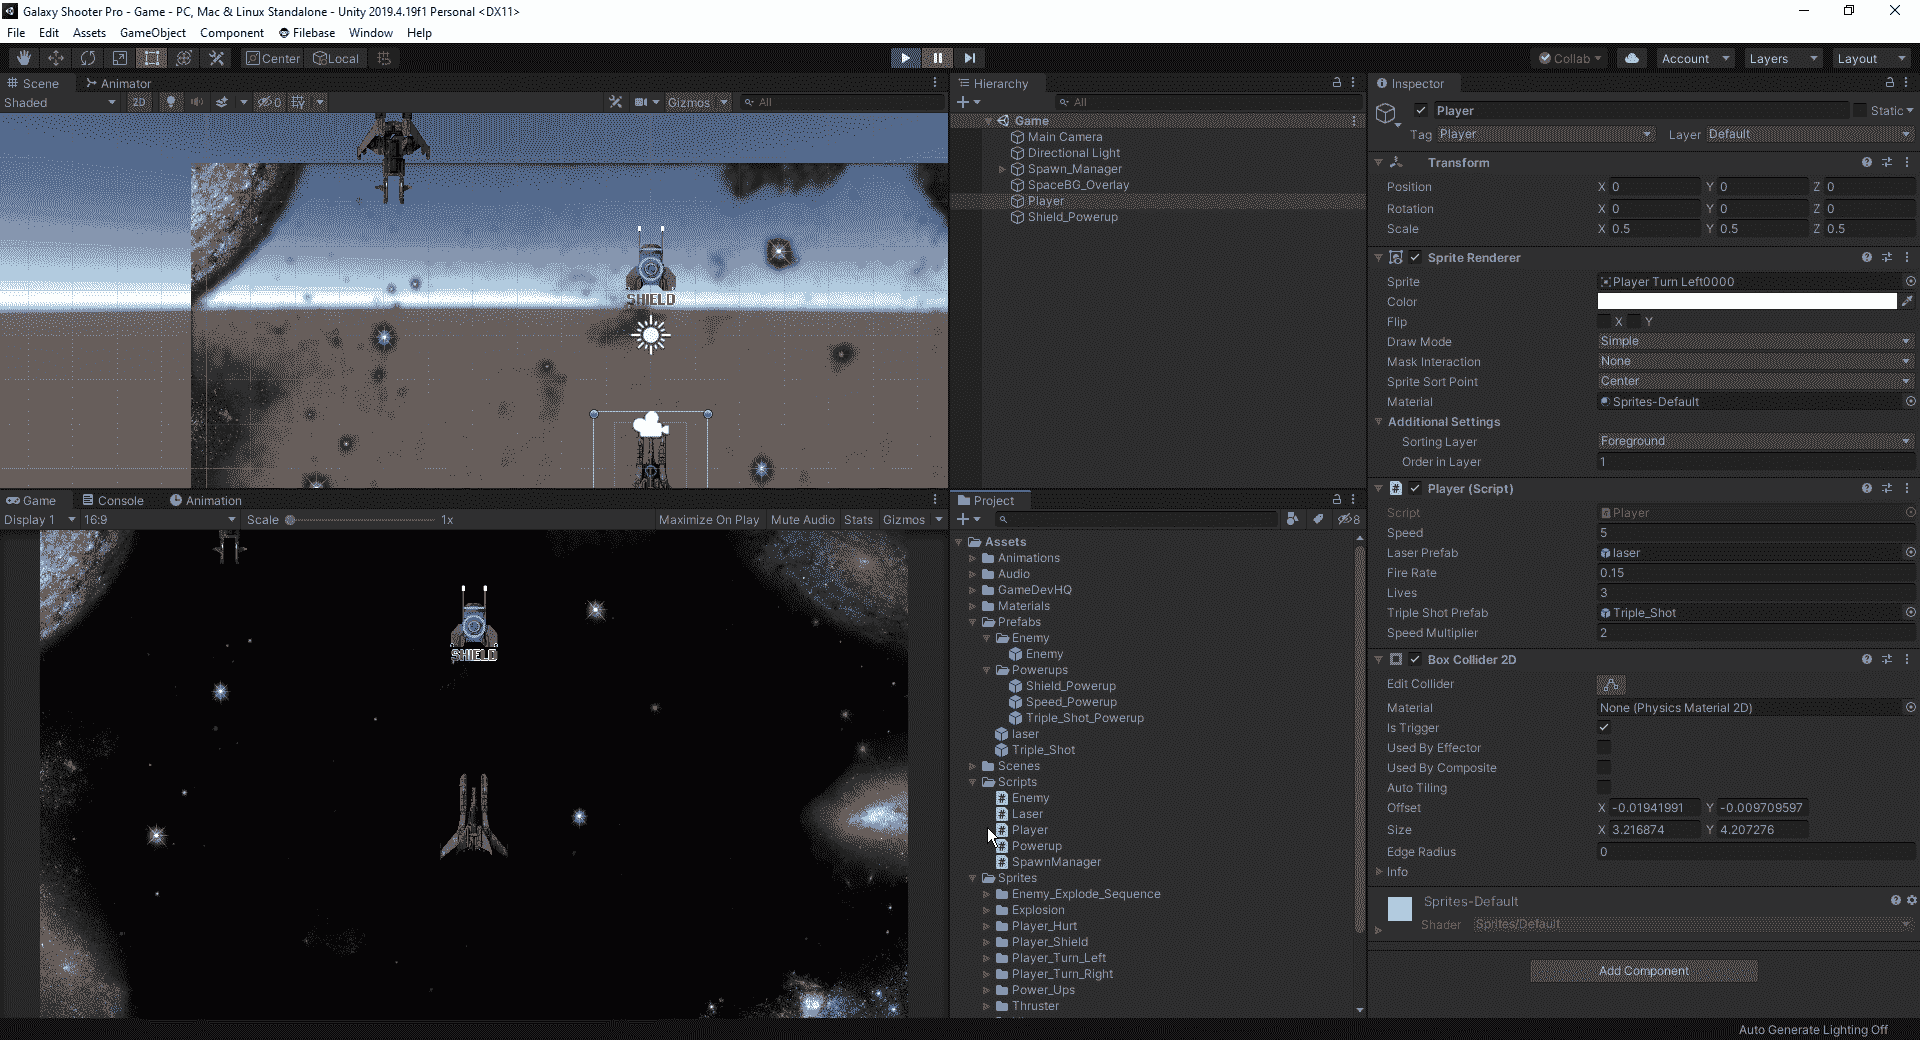 Galaxy Shooter Pro - Game - PC, Mac & Linux Standalone - Unity 2019.4.19f1 Personal <DX11>
File Edit Assets GameObject Component Filebase Window Help
Center Local Collab Account Layers Layout
Scene Animator
Shaded 2D 0 Gizmos All
SHIELD
Game Console Animation
Display 1 16:9 Scale 1x Maximize On Play Mute Audio Stats Gizmos
SHIELD
Hierarchy
All
Game
Main Camera
Directional Light
Spawn_Manager
SpaceBG_Overlay
Player
Shield_Powerup
Project
8
Assets
Animations
Audio
GameDevHQ
Materials
Prefabs
Enemy
Enemy
Powerups
Shield_Powerup
Speed_Powerup
Triple_Shot_Powerup
laser
Triple_Shot
Scenes
Scripts
Enemy
Laser
Player
Powerup
SpawnManager
Sprites
Enemy_Explode_Sequence
Explosion
Player_Hurt
Player_Shield
Player_Turn_Left
Player_Turn_Right
Power_Ups
Thruster
Inspector
Player Static
Tag Player Layer Default
Transform
Position X 0 Y 0 Z 0
Rotation X 0 Y 0 Z 0
Scale X 0.5 Y 0.5 Z 0.5
Sprite Renderer
Sprite Player Turn Left0000
Color
Flip X Y
Draw Mode Simple
Mask Interaction None
Sprite Sort Point Center
Material Sprites-Default
Additional Settings
Sorting Layer Foreground
Order in Layer 1
Player (Script)
Script Player
Speed 5
Laser Prefab laser
Fire Rate 0.15
Lives 3
Triple Shot Prefab Triple_Shot
Speed Multiplier 2
Box Collider 2D
Edit Collider
Material None (Physics Material 2D)
Is Trigger
Used By Effector
Used By Composite
Auto Tiling
Offset X -0.01941991 Y -0.009709597
Size X 3.216874 Y 4.207276
Edge Radius 0
Info
Sprites-Default
Shader Sprites/Default
Add Component
Auto Generate Lighting Off